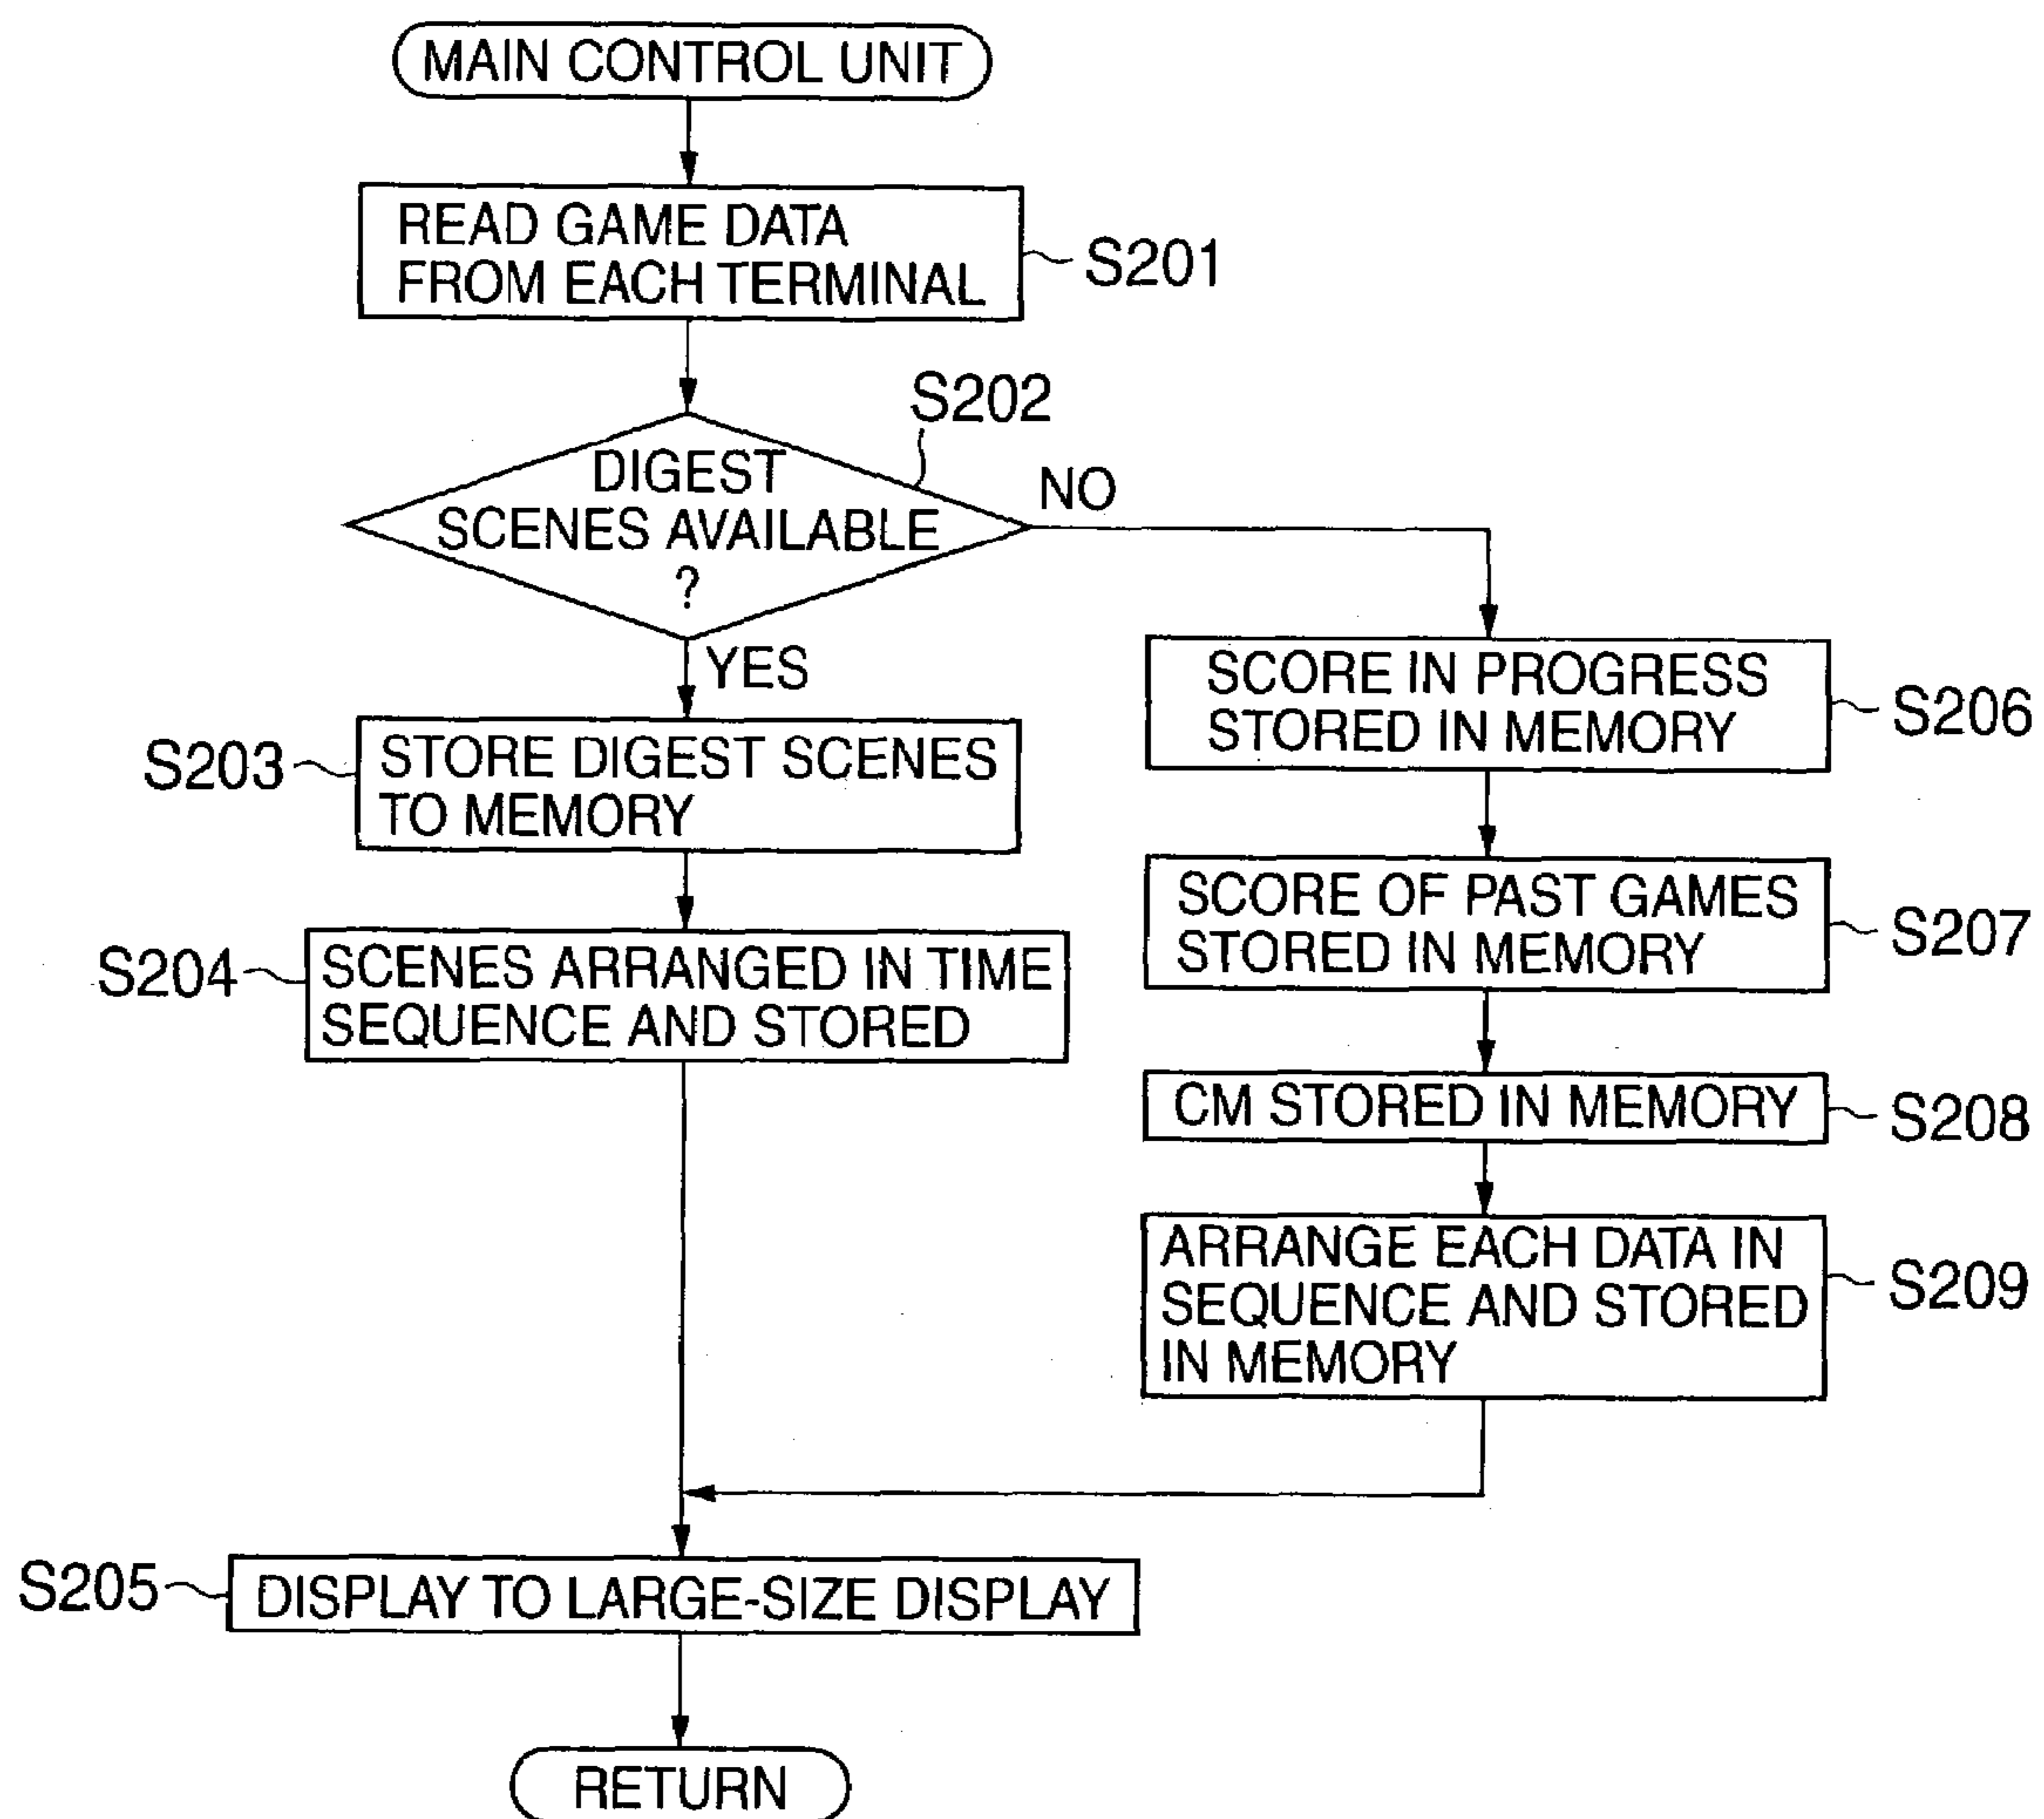 MAIN CONTROL UNIT
READ GAME DATA
FROM EACH TERMINAL
S201
S202
DIGEST
SCENES AVAILABLE
?
NO
YES
S203
STORE DIGEST SCENES
TO MEMORY
S204
SCENES ARRANGED IN TIME
SEQUENCE AND STORED
SCORE IN PROGRESS
STORED IN MEMORY
S206
SCORE OF PAST GAMES
STORED IN MEMORY
S207
CM STORED IN MEMORY
S208
ARRANGE EACH DATA IN
SEQUENCE AND STORED
IN MEMORY
S209
S205
DISPLAY TO LARGE-SIZE DISPLAY
RETURN